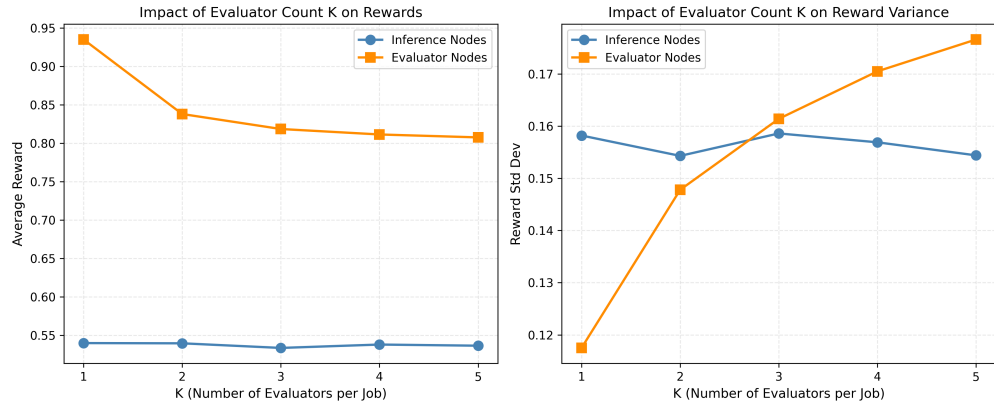 Impact of Evaluator Count K on Rewards
Average Reward
0.95
0.90
0.85
0.80
0.75
0.70
0.65
0.60
0.55
Inference Nodes
Evaluator Nodes
1 2 3 4 5
K (Number of Evaluators per Job)
Impact of Evaluator Count K on Reward Variance
Reward Std Dev
0.17
0.16
0.15
0.14
0.13
0.12
Inference Nodes
Evaluator Nodes
1 2 3 4 5
K (Number of Evaluators per Job)